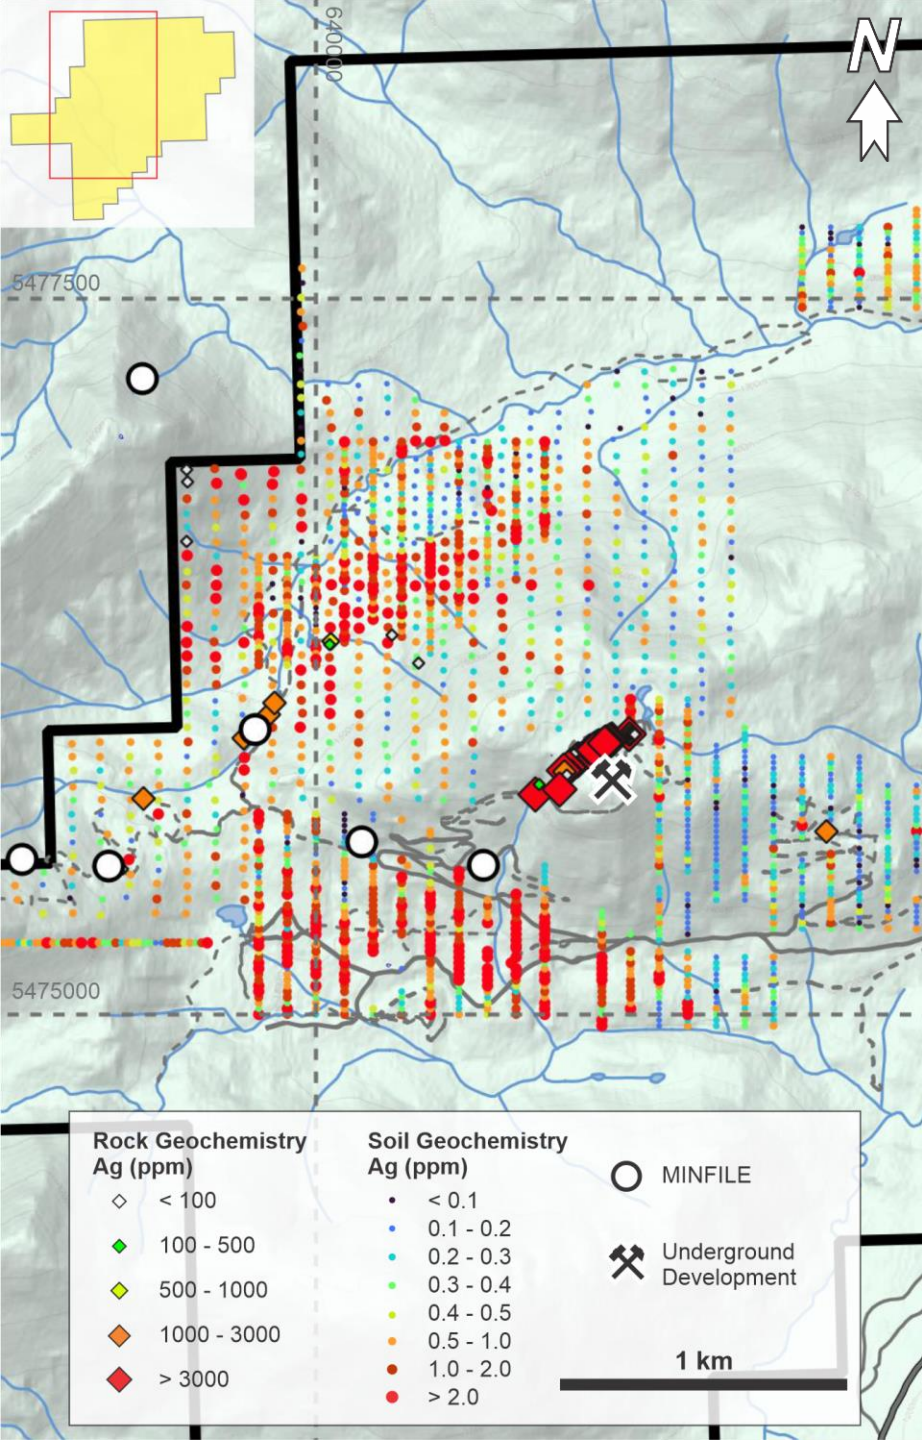 640000
N
5477500
5475000
Rock Geochemistry
Ag (ppm)
< 100
100 - 500
500 - 1000
1000 - 3000
> 3000
Soil Geochemistry
Ag (ppm)
< 0.1
0.1 - 0.2
0.2 - 0.3
0.3 - 0.4
0.4 - 0.5
0.5 - 1.0
1.0 - 2.0
> 2.0
MINFILE
Underground
Development
1 km